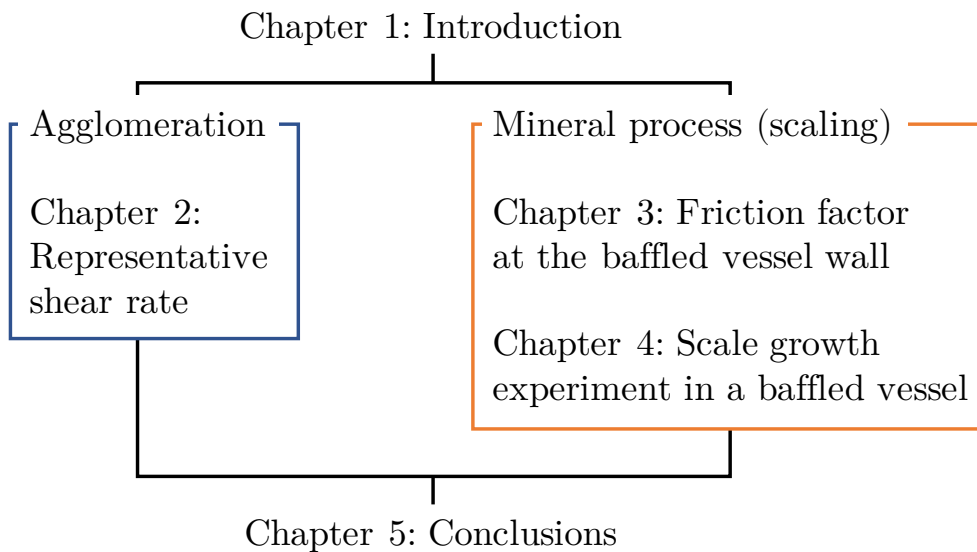 Chapter 1: Introduction
Agglomeration
Chapter 2:
Representative
shear rate
Mineral process (scaling)
Chapter 3: Friction factor
at the baffled vessel wall
Chapter 4: Scale growth
experiment in a baffled vessel
Chapter 5: Conclusions